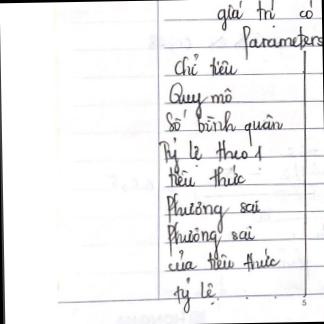 giá trị có
Parameters
chỉ tiêu
Quy mô
Số bình quân
Tỷ lệ theo 1
tiêu thức
Phương sai
Phương sai
của tiêu thức
tỷ lệ
5